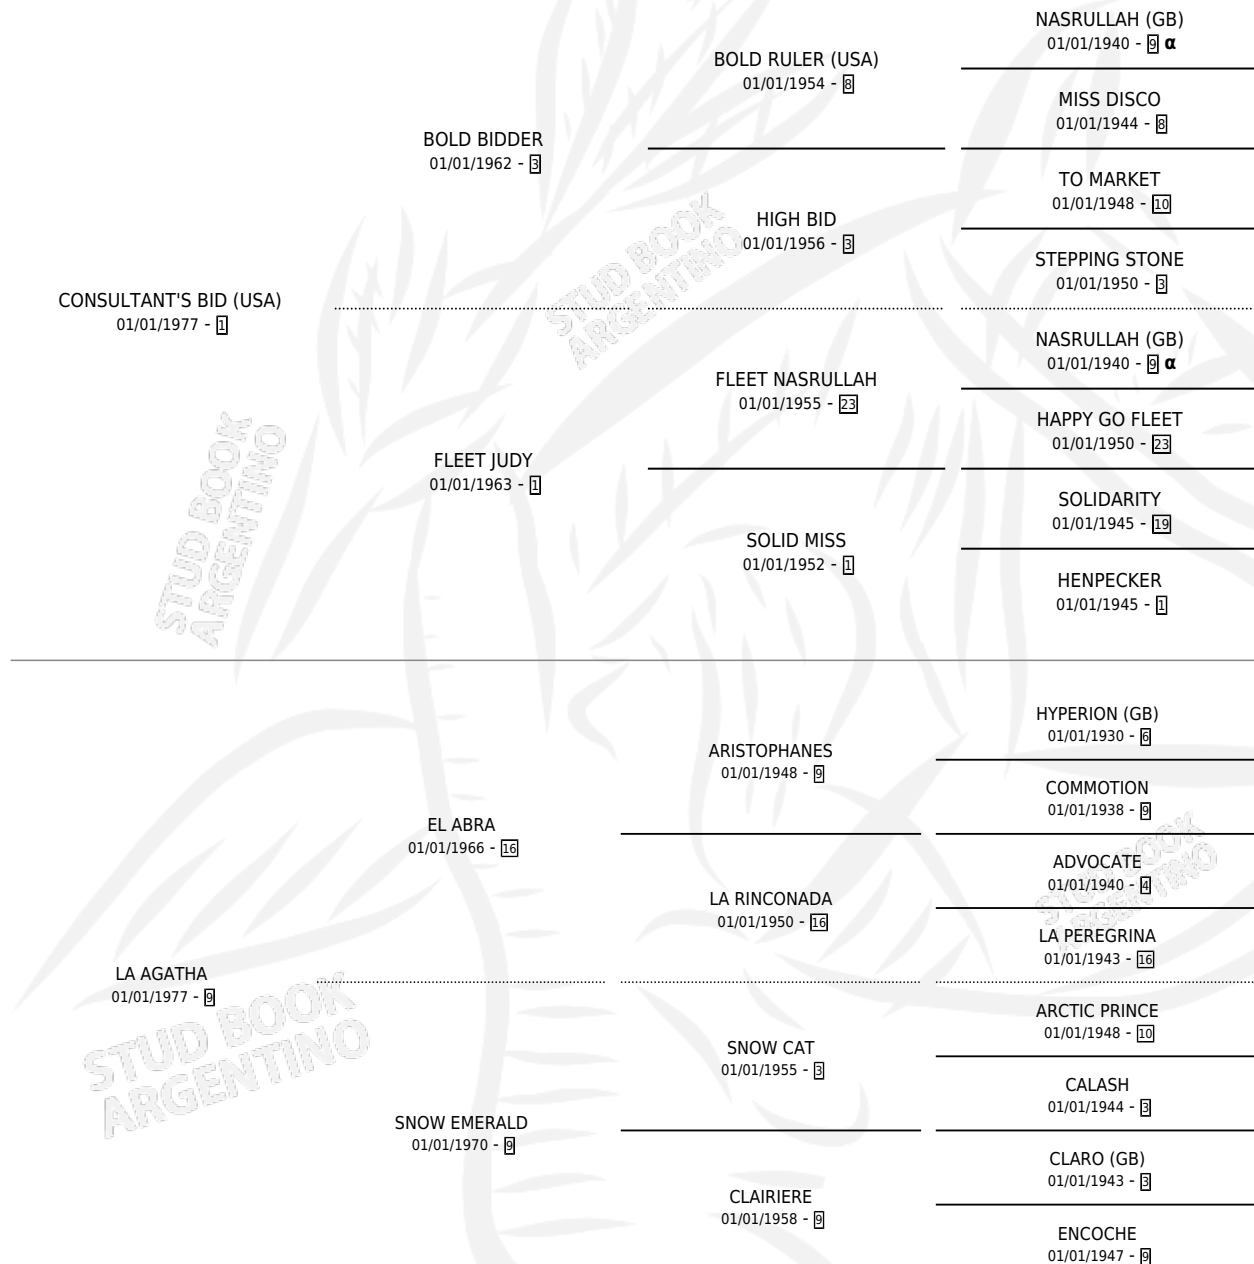 NASRULLAH (GB)
01/01/1940 - 9 α
BOLD RULER (USA)
01/01/1954 - 8
MISS DISCO
01/01/1944 - 8
BOLD BIDDER
01/01/1962 - 3
TO MARKET
01/01/1948 - 10
HIGH BID
01/01/1956 - 3
STEPPING STONE
01/01/1950 - 3
CONSULTANT'S BID (USA)
01/01/1977 - 1
NASRULLAH (GB)
01/01/1940 - 9 α
FLEET NASRULLAH
01/01/1955 - 23
HAPPY GO FLEET
01/01/1950 - 23
FLEET JUDY
01/01/1963 - 1
SOLIDARITY
01/01/1945 - 19
SOLID MISS
01/01/1952 - 1
HENPECKER
01/01/1945 - 1
HYPERION (GB)
01/01/1930 - 6
ARISTOPHANES
01/01/1948 - 9
COMMOTION
01/01/1938 - 9
EL ABRA
01/01/1966 - 16
ADVOCATE
01/01/1940 - 4
LA RINCONADA
01/01/1950 - 16
LA PEREGRINA
01/01/1943 - 16
LA AGATHA
01/01/1977 - 9
ARCTIC PRINCE
01/01/1948 - 10
SNOW CAT
01/01/1955 - 3
CALASH
01/01/1944 - 3
SNOW EMERALD
01/01/1970 - 9
CLARO (GB)
01/01/1943 - 3
CLAIRIERE
01/01/1958 - 9
ENCOCHE
01/01/1947 - 9
STUD BOOK
ARGENTINO
STUD BOOK
ARGENTINO
STUD BOOK
ARGENTINO
STUD BOOK
ARGENTINO